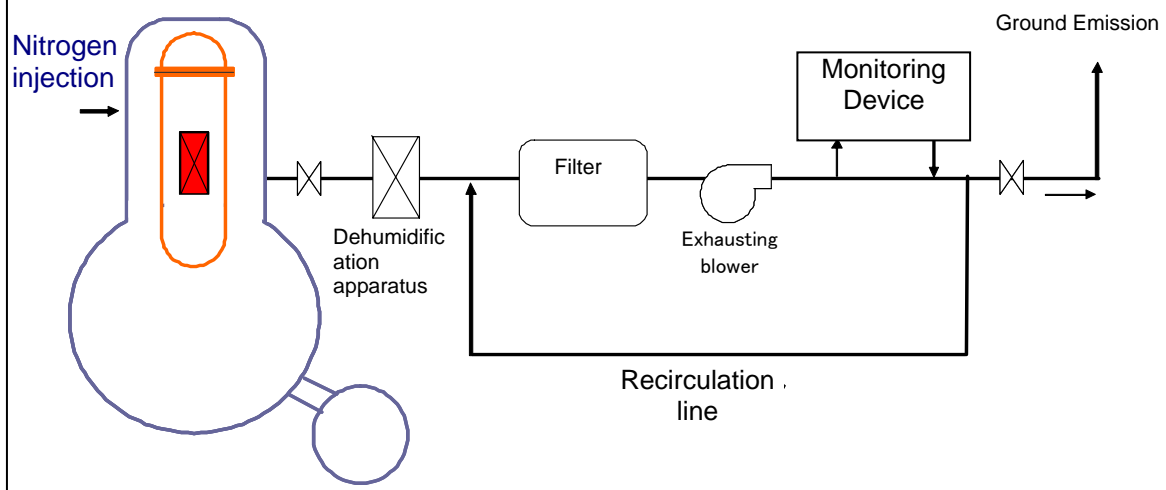 Ground Emission
Nitrogen
injection
Monitoring
Device
Filter
Dehumidific
ation
apparatus
Exhausting
blower
Recirculation
line